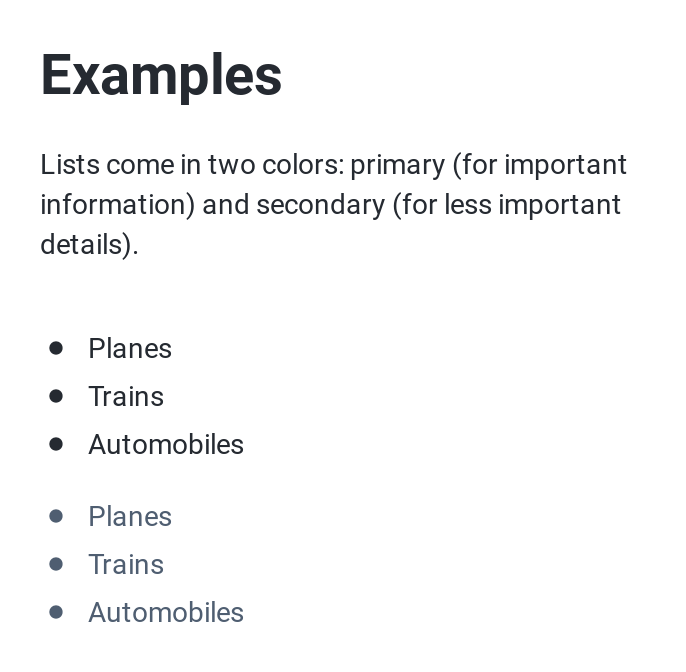 Examples
Lists come in two colors: primary (for important
information) and secondary (for less important
details).
Planes
Trains
Automobiles
Planes
Trains
Automobiles